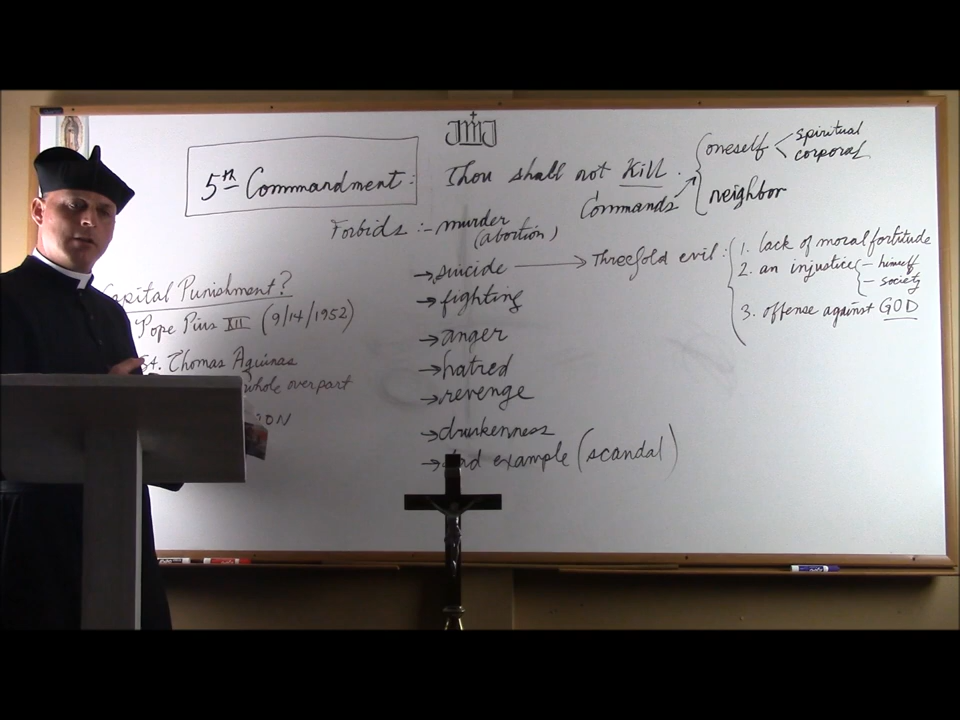 JMJ
5th Commandment:
Thou shall not Kill.
Commands
oneself
spiritual
corporal
neighbor
Forbids:
- murder
(abortion)
→ suicide → Threefold evil:
1. lack of moral fortitude
2. an injustice
- himself
- society
3. offense against GOD
→ fighting
→ anger
→ hatred
→ revenge
→ drunkenness
→ example (scandal)
Capital Punishment?
Pope Pius XII (9/14/1952)
St. Thomas Aquinas
whole over part